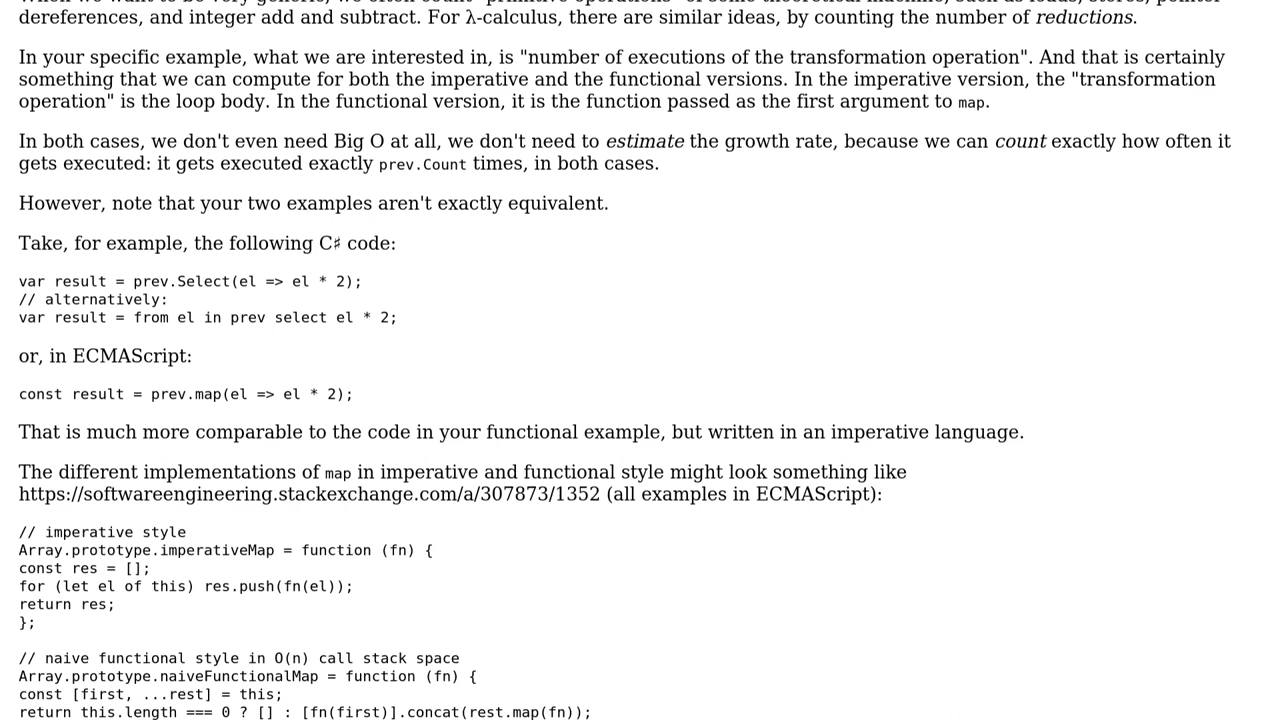 dereferences, and integer add and subtract. For λ-calculus, there are similar ideas, by counting the number of reductions.
In your specific example, what we are interested in, is "number of executions of the transformation operation". And that is certainly
something that we can compute for both the imperative and the functional versions. In the imperative version, the "transformation
operation" is the loop body. In the functional version, it is the function passed as the first argument to map.
In both cases, we don't even need Big O at all, we don't need to estimate the growth rate, because we can count exactly how often it
gets executed: it gets executed exactly prev.Count times, in both cases.
However, note that your two examples aren't exactly equivalent.
Take, for example, the following C♯ code:
var result = prev.Select(el => el * 2);
// alternatively:
var result = from el in prev select el * 2;
or, in ECMAScript:
const result = prev.map(el => el * 2);
That is much more comparable to the code in your functional example, but written in an imperative language.
The different implementations of map in imperative and functional style might look something like
https://softwareengineering.stackexchange.com/a/307873/1352 (all examples in ECMAScript):
// imperative style
Array.prototype.imperativeMap = function (fn) {
const res = [];
for (let el of this) res.push(fn(el));
return res;
};
// naive functional style in O(n) call stack space
Array.prototype.naiveFunctionalMap = function (fn) {
const [first, ...rest] = this;
return this.length === 0 ? [] : [fn(first)].concat(rest.map(fn));